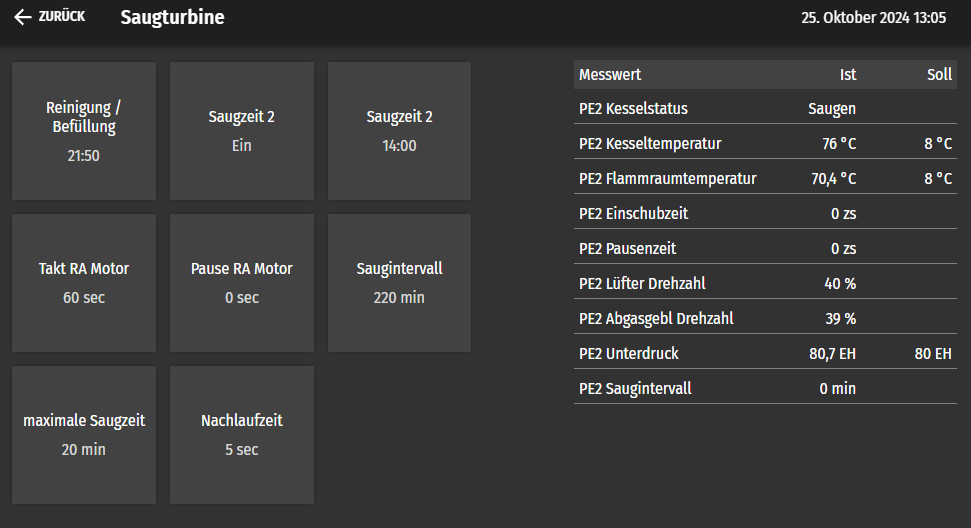 ZURÜCK Saugturbine 25. Oktober 2024 13:05
Reinigung /
Befüllung
21:50
Saugzeit 2
Ein
Saugzeit 2
14:00
Takt RA Motor
60 sec
Pause RA Motor
0 sec
Saugintervall
220 min
maximale Saugzeit
20 min
Nachlaufzeit
5 sec
Messwert Ist Soll
PE2 Kesselstatus Saugen
PE2 Kesseltemperatur 76 °C 8 °C
PE2 Flammraumtemperatur 70,4 °C 8 °C
PE2 Einschubzeit 0 zs
PE2 Pausenzeit 0 zs
PE2 Lüfter Drehzahl 40 %
PE2 Abgasgebl Drehzahl 39 %
PE2 Unterdruck 80,7 EH 80 EH
PE2 Saugintervall 0 min